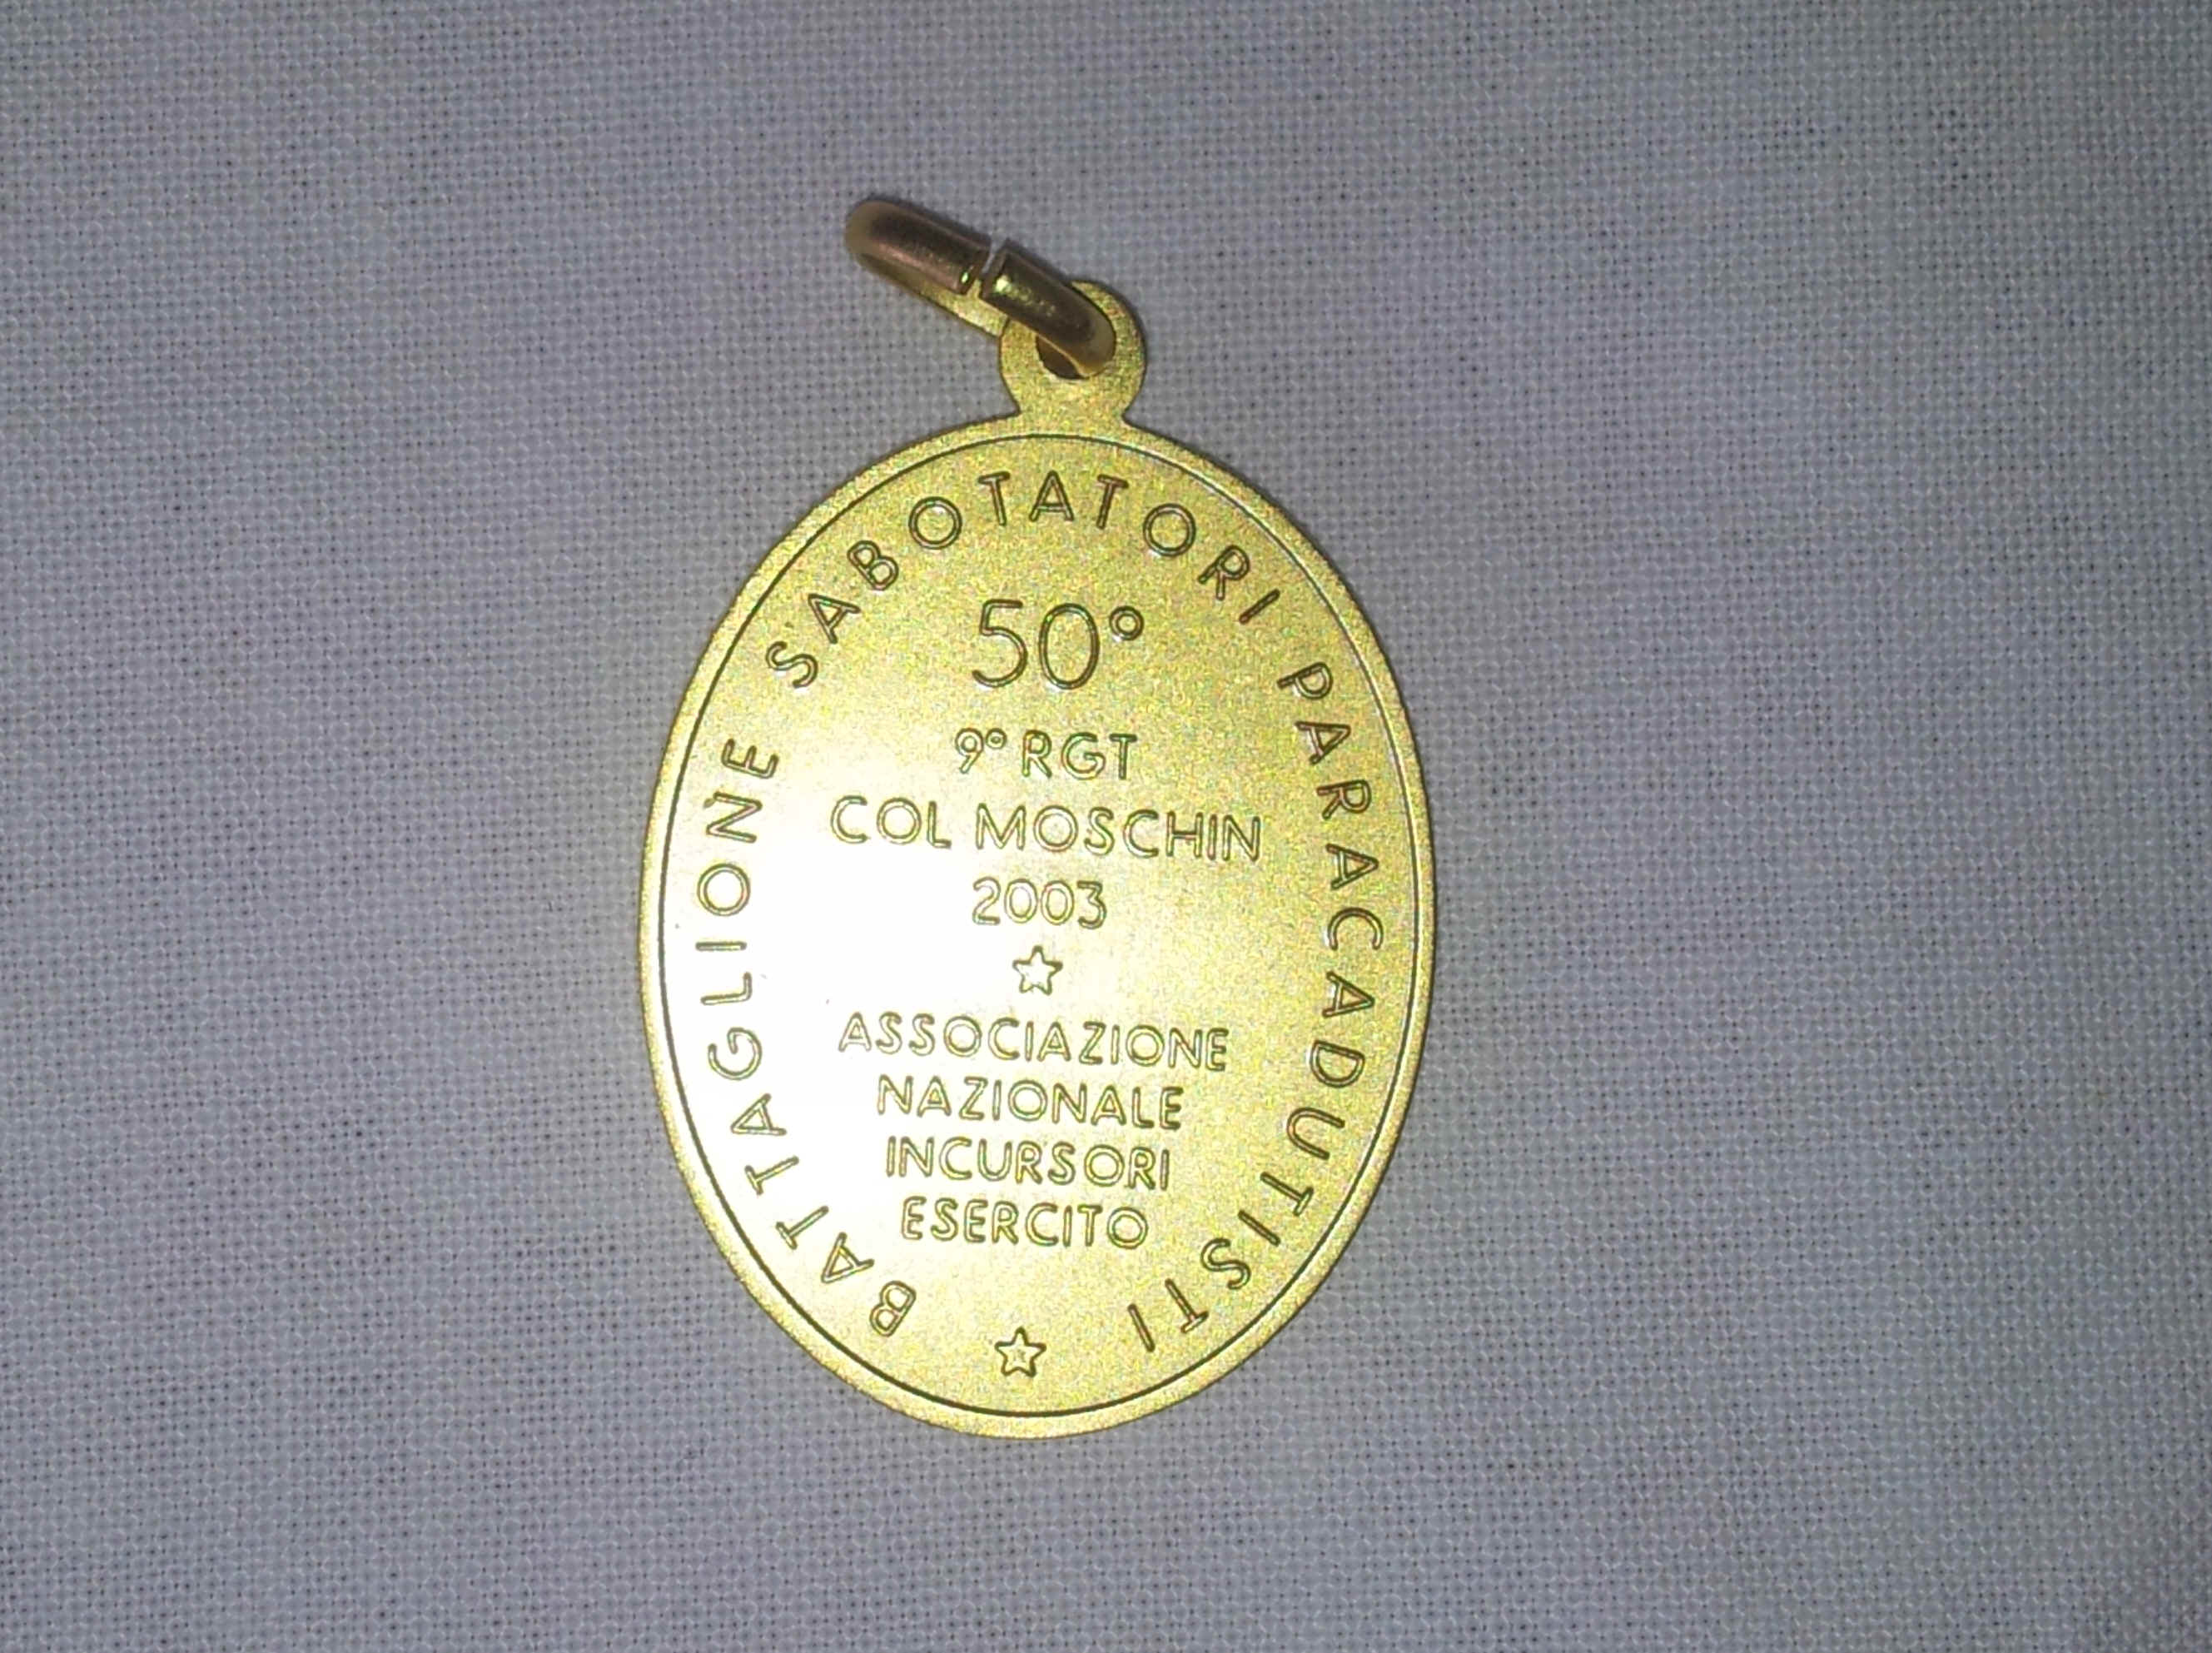 BATTAGLIONE SABOTATORI PARACADUTISTI
50°
9° RGT
COL MOSCHIN
2003
ASSOCIAZIONE
NAZIONALE
INCURSORI
ESERCITO